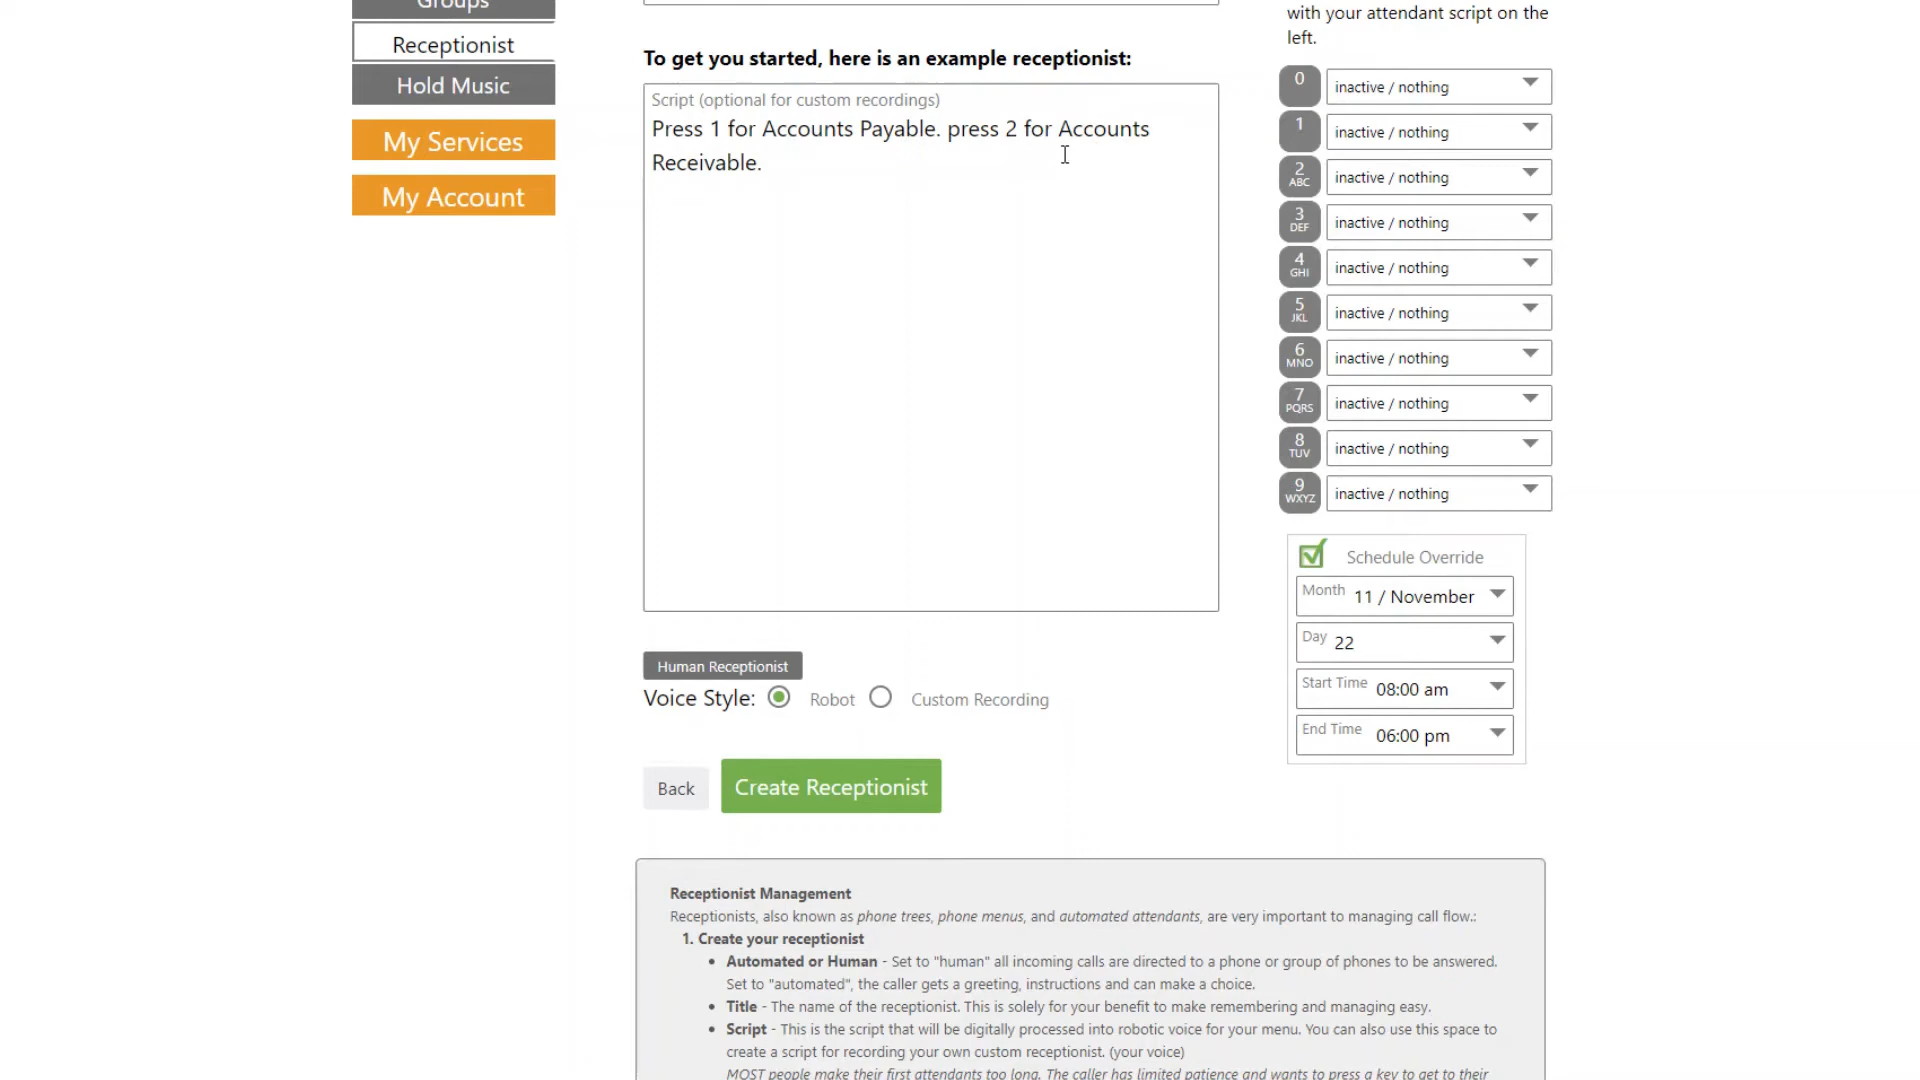 Groups
Receptionist
Hold Music
My Services
My Account
To get you started, here is an example receptionist:
Script (optional for custom recordings)
Press 1 for Accounts Payable. press 2 for Accounts
Receivable.
Human Receptionist
Voice Style: Robot Custom Recording
Back Create Receptionist
with your attendant script on the
left.
0 inactive / nothing
1 inactive / nothing
2 ABC inactive / nothing
3 DEF inactive / nothing
4 GHI inactive / nothing
5 JKL inactive / nothing
6 MNO inactive / nothing
7 PQRS inactive / nothing
8 TUV inactive / nothing
9 WXYZ inactive / nothing
Schedule Override
Month 11 / November
Day 22
Start Time 08:00 am
End Time 06:00 pm
Receptionist Management
Receptionists, also known as phone trees, phone menus, and automated attendants, are very important to managing call flow.:
1. Create your receptionist
• Automated or Human - Set to "human" all incoming calls are directed to a phone or group of phones to be answered.
Set to "automated", the caller gets a greeting, instructions and can make a choice.
• Title - The name of the receptionist. This is solely for your benefit to make remembering and managing easy.
• Script - This is the script that will be digitally processed into robotic voice for your menu. You can also use this space to
create a script for recording your own custom receptionist. (your voice)
MOST people make their first attendants too long. The caller has limited patience and wants to press a key to get to their